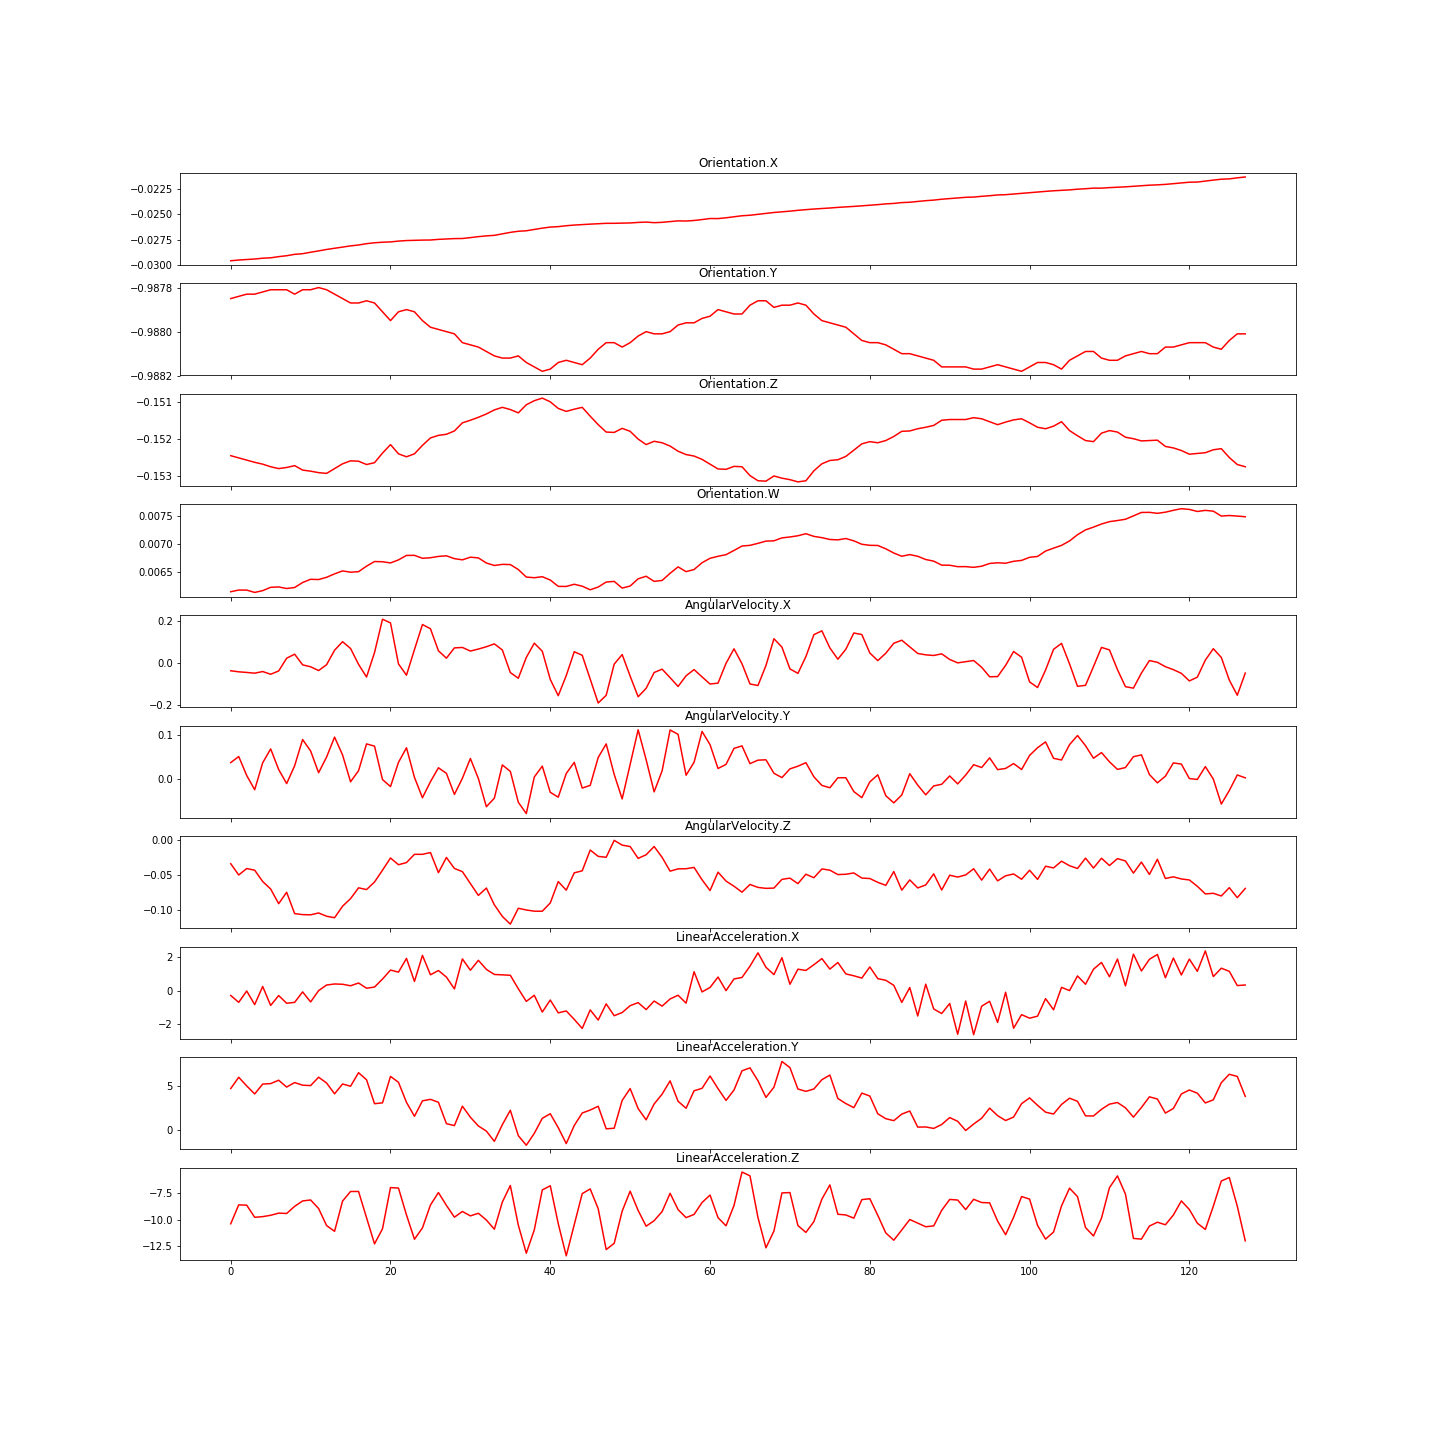 Orientation.X
−0.0225
−0.0250
−0.0275
−0.0300
Orientation.Y
−0.9878
−0.9880
−0.9882
Orientation.Z
−0.151
−0.152
−0.153
Orientation.W
0.0075
0.0070
0.0065
AngularVelocity.X
0.2
0.0
−0.2
AngularVelocity.Y
0.1
0.0
AngularVelocity.Z
0.00
−0.05
−0.10
LinearAcceleration.X
2
0
−2
LinearAcceleration.Y
5
0
LinearAcceleration.Z
−7.5
−10.0
−12.5
0 20 40 60 80 100 120